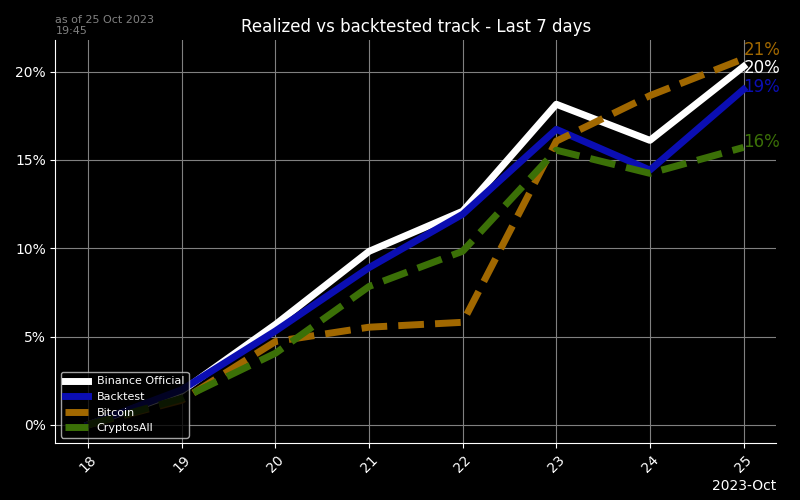 as of 25 Oct 2023
19:45
Realized vs backtested track - Last 7 days
21%
20%
19%
16%
20%
15%
10%
5%
0%
Binance Official
Backtest
Bitcoin
CryptosAll
18
19
20
21
22
23
24
25
2023-Oct